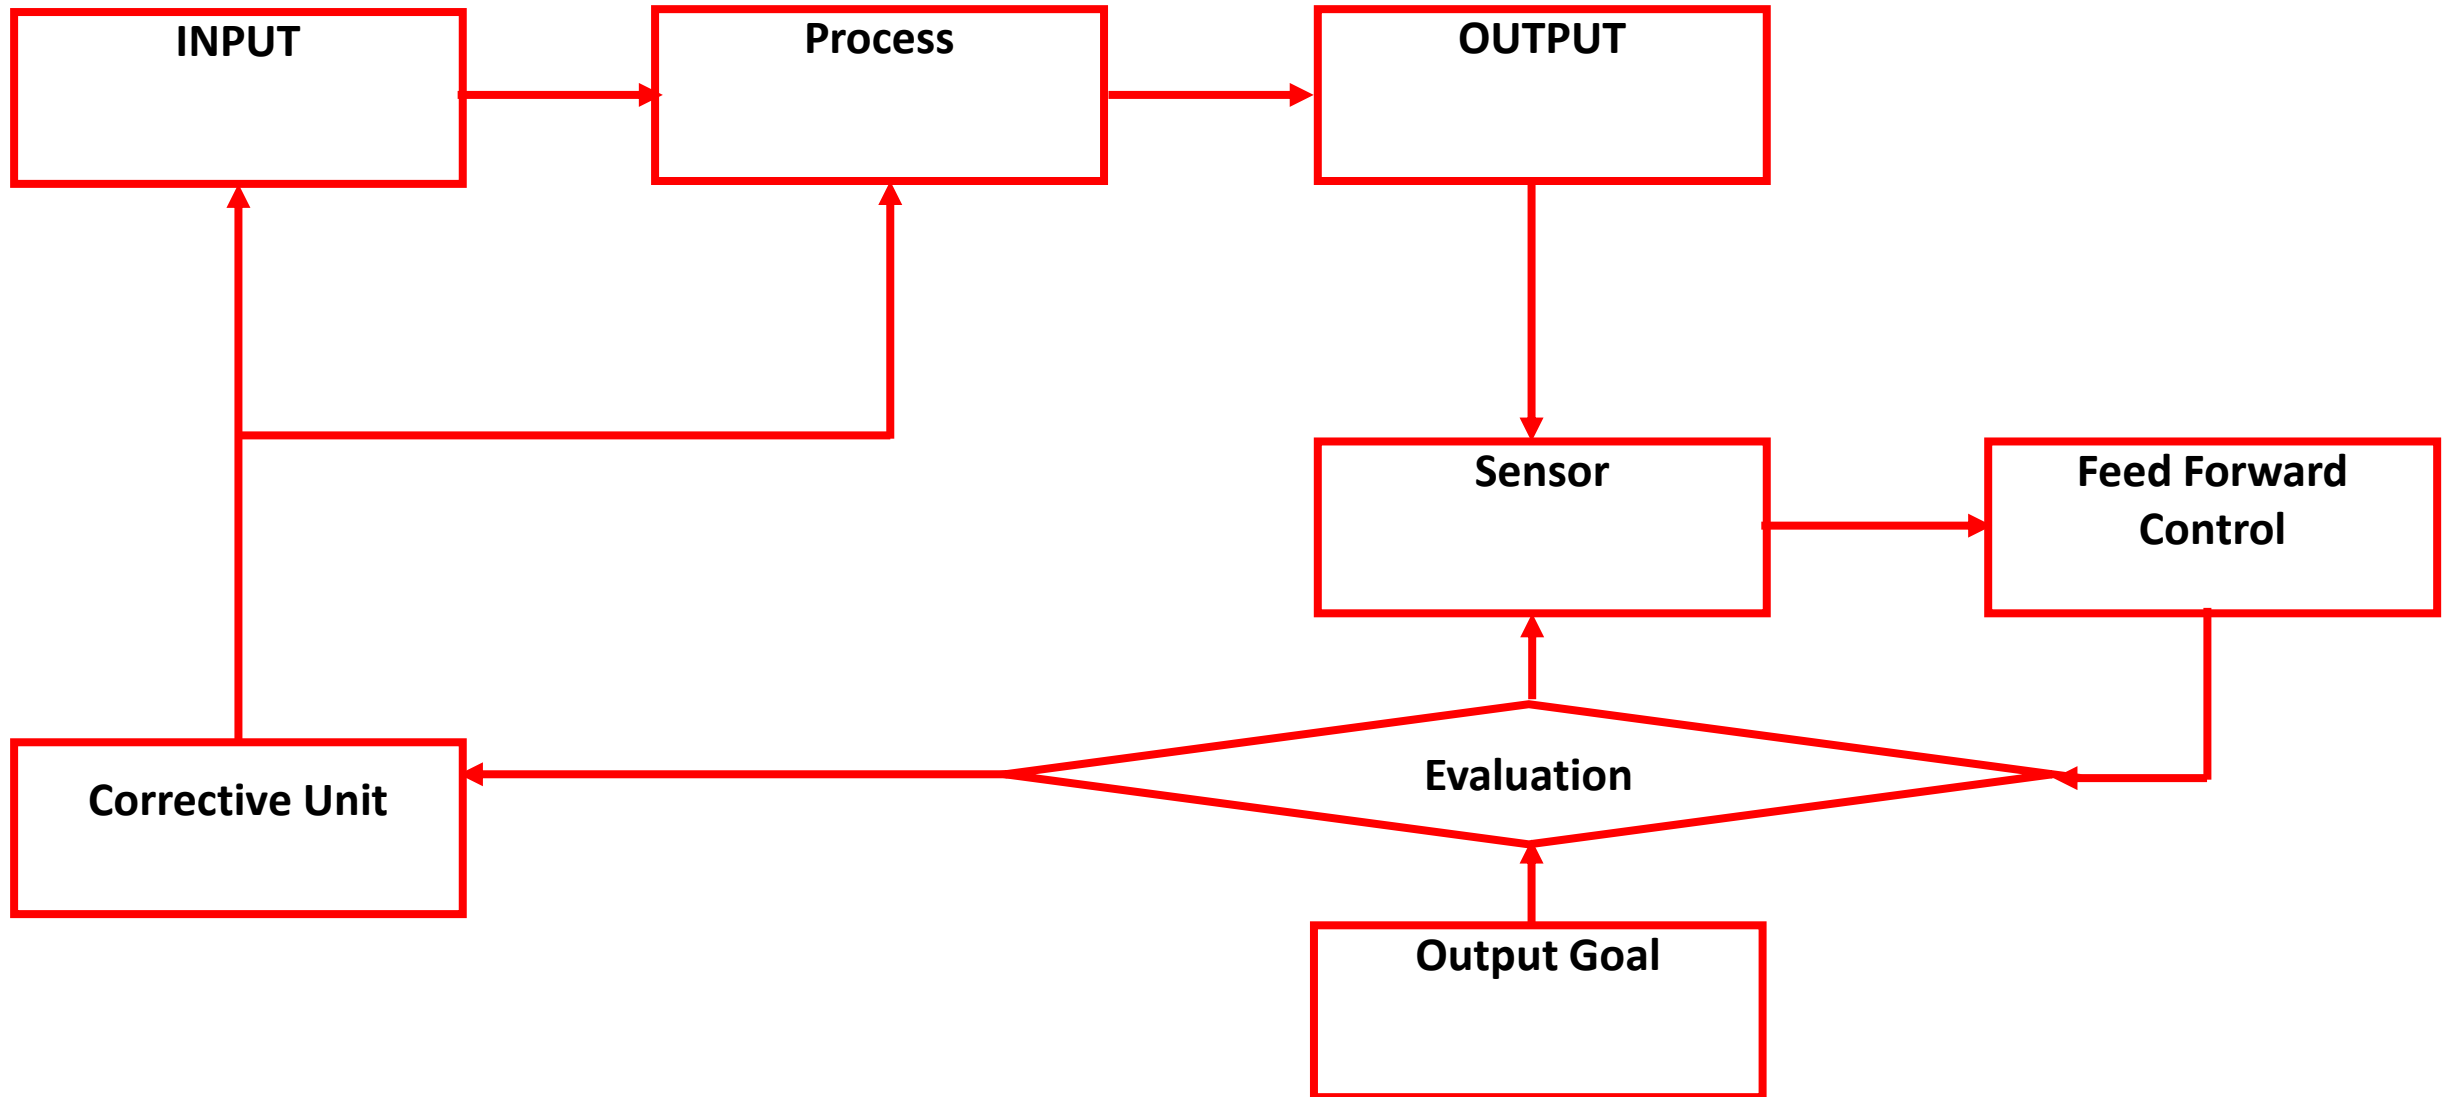 INPUT
Process
OUTPUT
Sensor
Feed Forward
Control
Evaluation
Corrective Unit
Output Goal